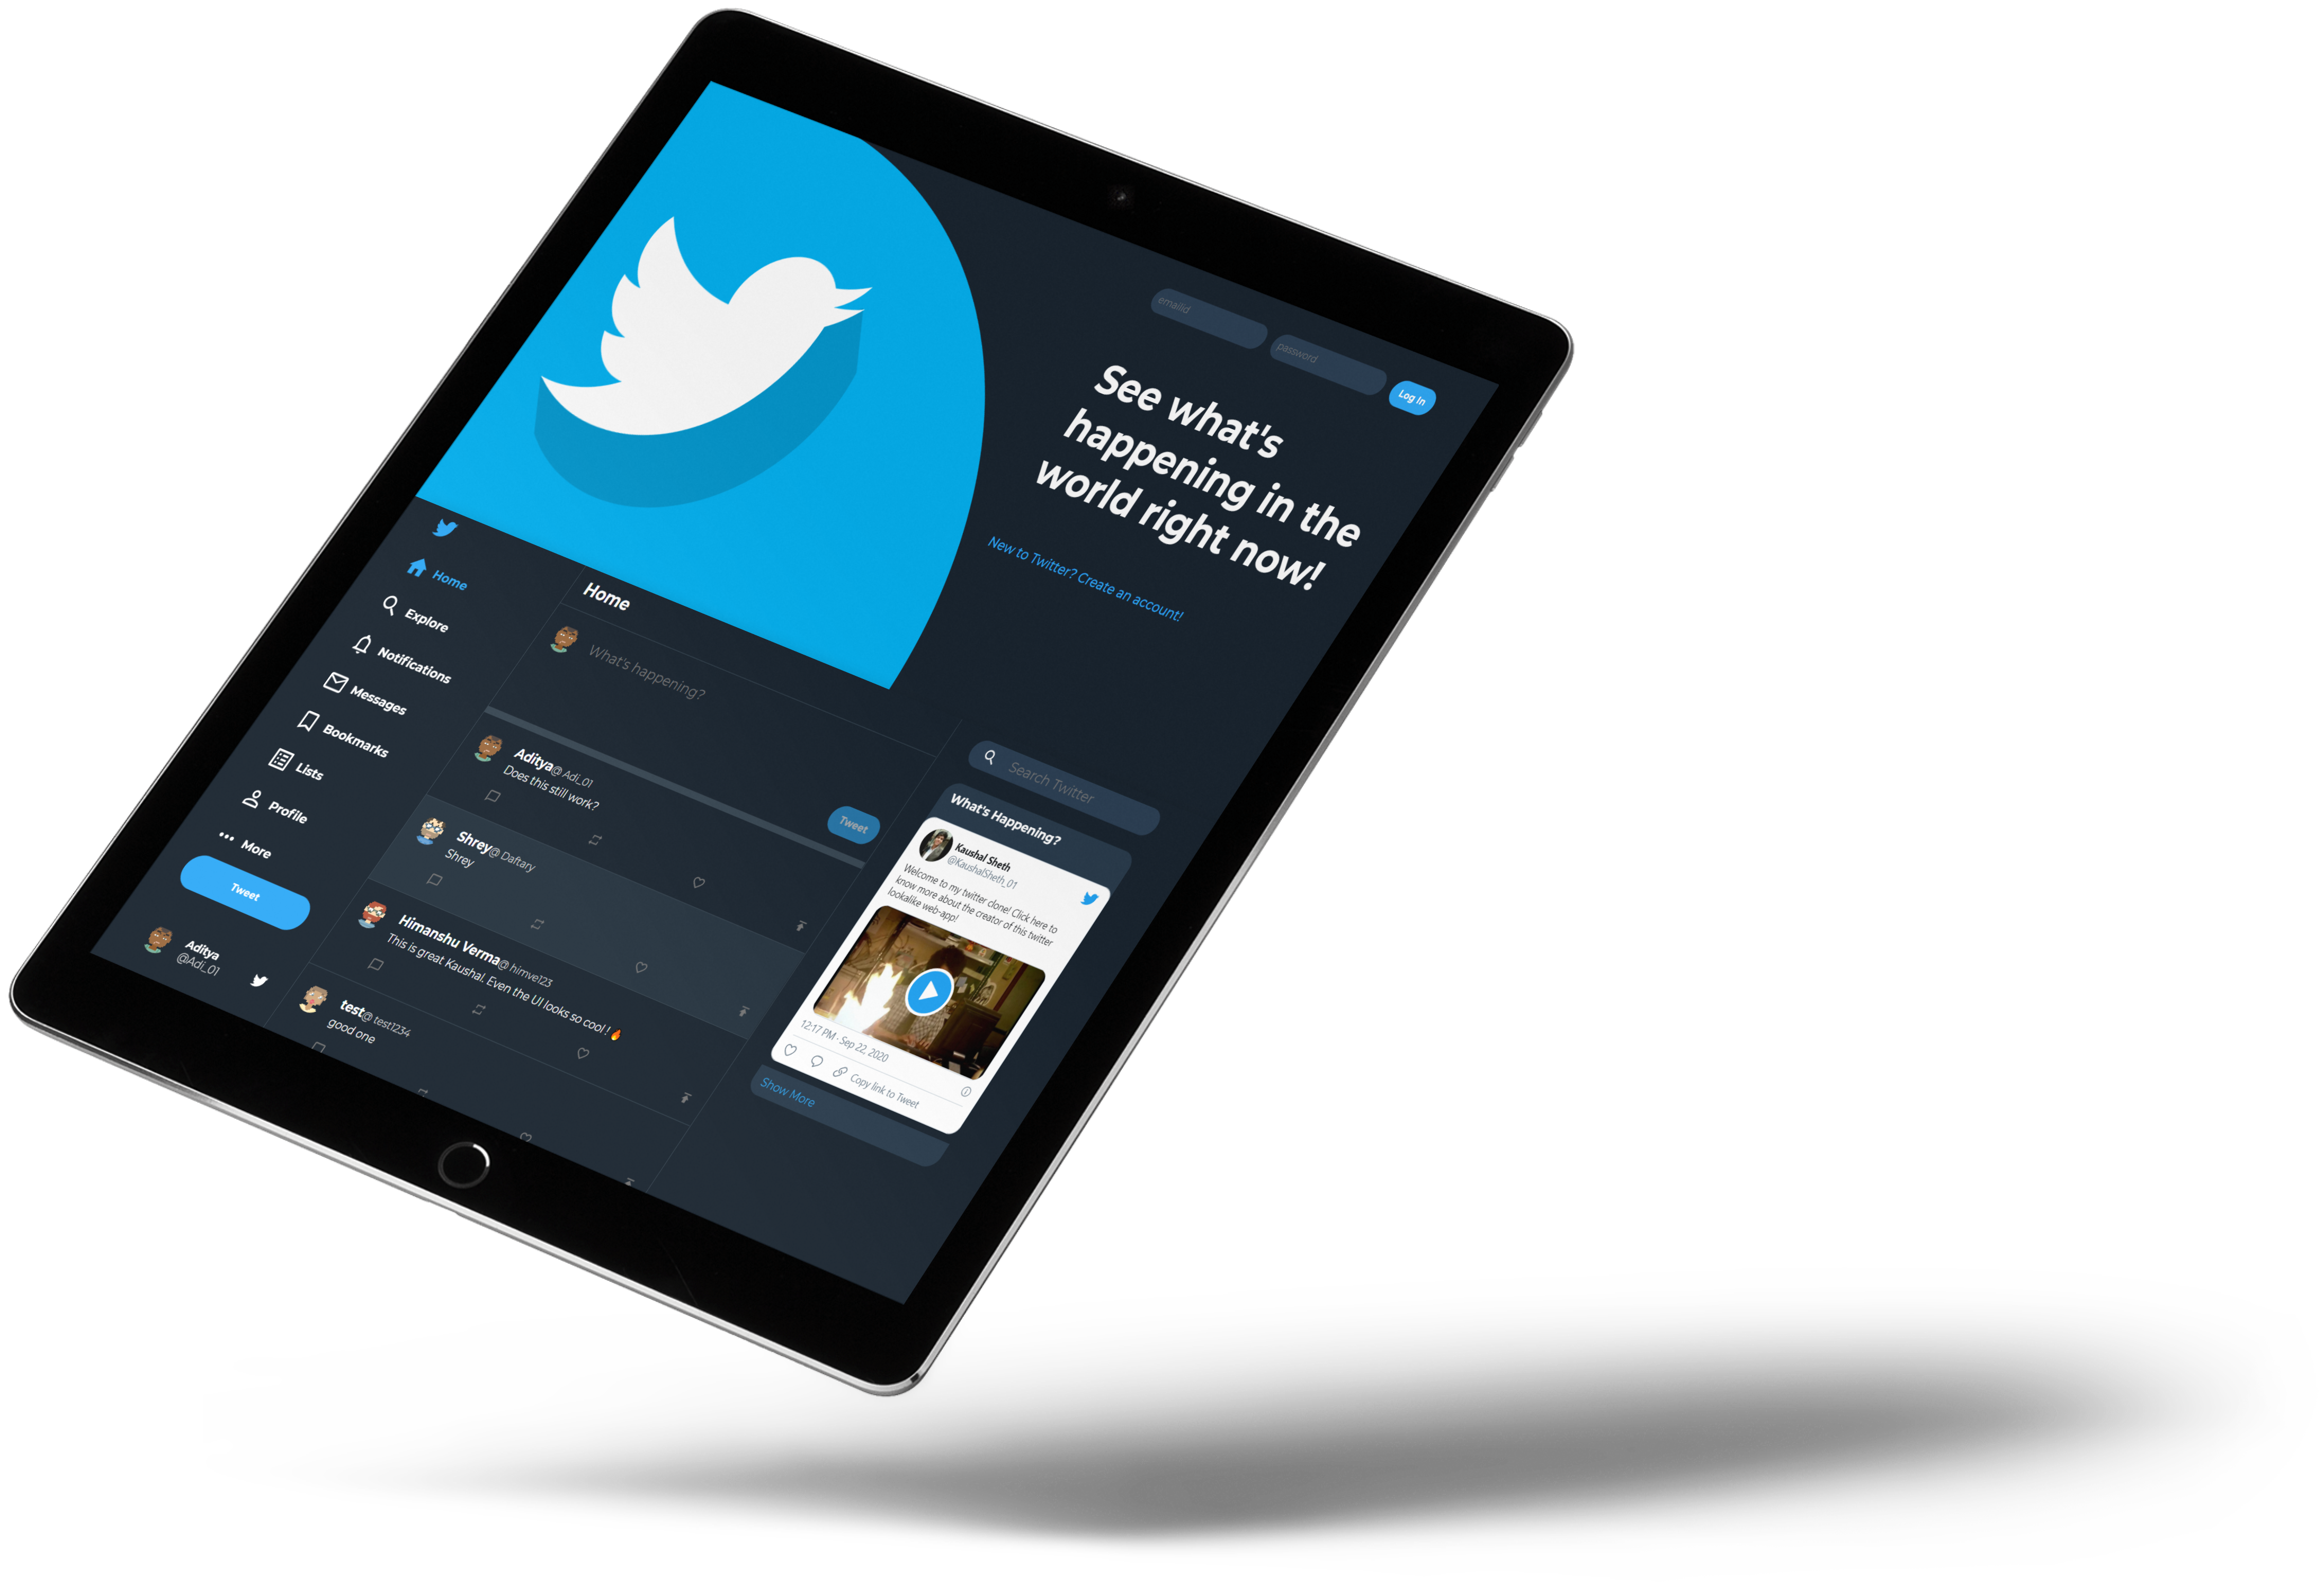 emailid
password
Log in
See what's
happening in the
world right now!
New to Twitter? Create an account!
Home
Explore
Notifications
Messages
Bookmarks
Lists
Profile
More
Tweet
Aditya
@Adi_01
Home
What's happening?
Tweet
Aditya@ Adi_01
Does this still work?
Shrey@ Daftary
Shrey
Himanshu Verma@ himve123
This is great Kaushal. Even the UI looks so cool ! 🔥
test@ test1234
good one
Search Twitter
What's Happening?
Kaushal Sheth
@KaushalSheth_01
Welcome to my twitter clone! Click here to
know more about the creator of this twitter
lookalike web-app!
12:17 PM · Sep 22, 2020
Copy link to Tweet
Show More